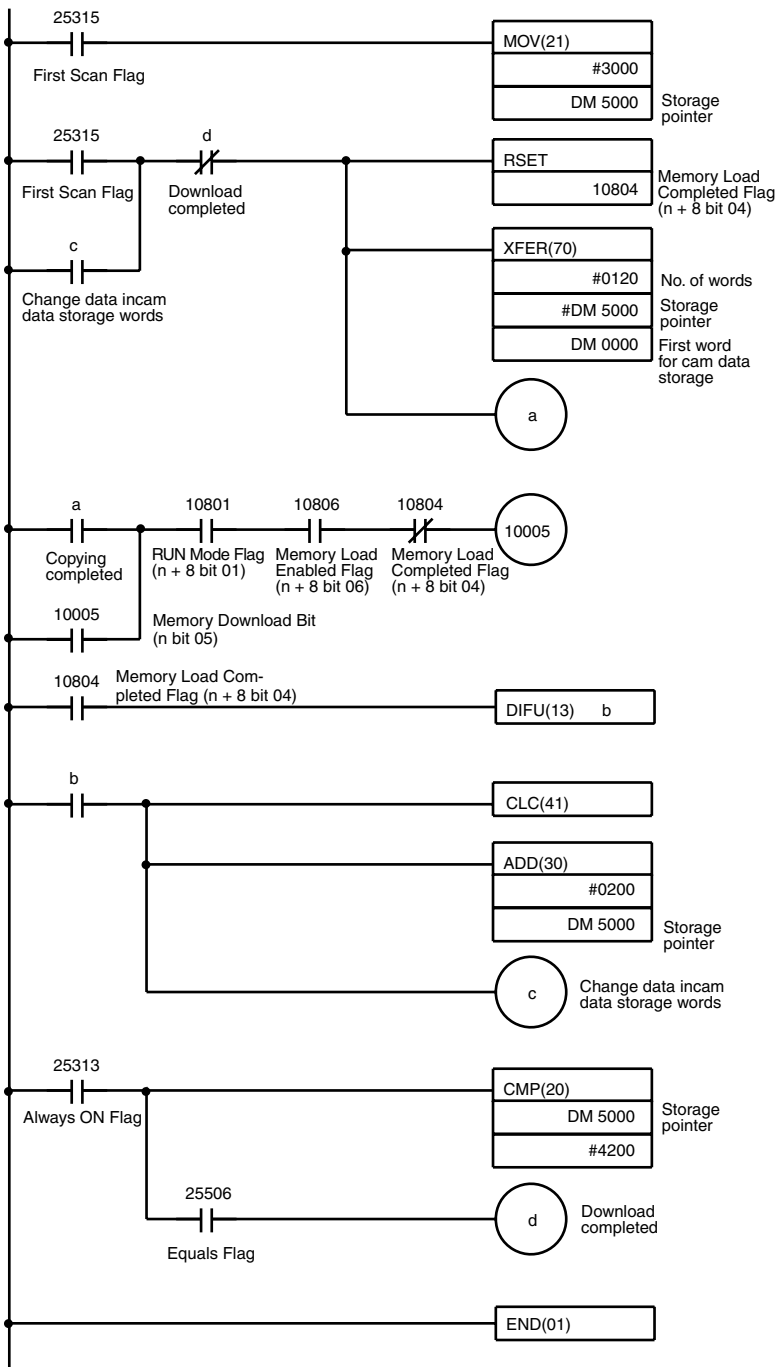 25315
First Scan Flag
MOV(21)
#3000
DM 5000
Storage
pointer
25315
First Scan Flag
d
Download
completed
RSET
10804
Memory Load
Completed Flag
(n + 8 bit 04)
c
Change data incam
data storage words
XFER(70)
#0120
No. of words
#DM 5000
Storage
pointer
DM 0000
First word
for cam data
storage
a
a
Copying
completed
10801
RUN Mode Flag
(n + 8 bit 01)
10806
Memory Load
Enabled Flag
(n + 8 bit 06)
10804
Memory Load
Completed Flag
(n + 8 bit 04)
10005
10005
Memory Download Bit
(n bit 05)
10804
Memory Load Com-
pleted Flag (n + 8 bit 04)
DIFU(13) b
b
CLC(41)
ADD(30)
#0200
DM 5000
Storage
pointer
c
Change data incam
data storage words
25313
Always ON Flag
CMP(20)
DM 5000
Storage
pointer
#4200
25506
Equals Flag
d
Download
completed
END(01)